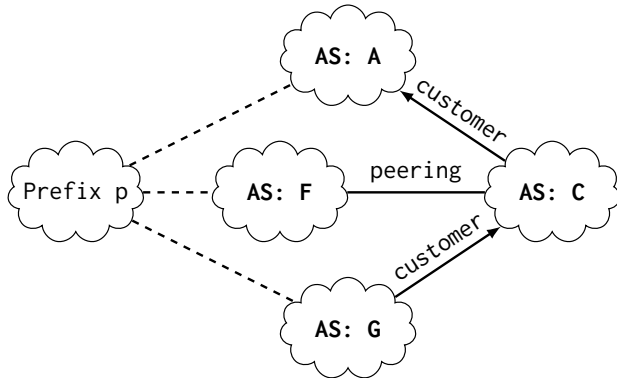 AS: A
customer
Prefix p
AS: F
peering
AS: C
customer
AS: G